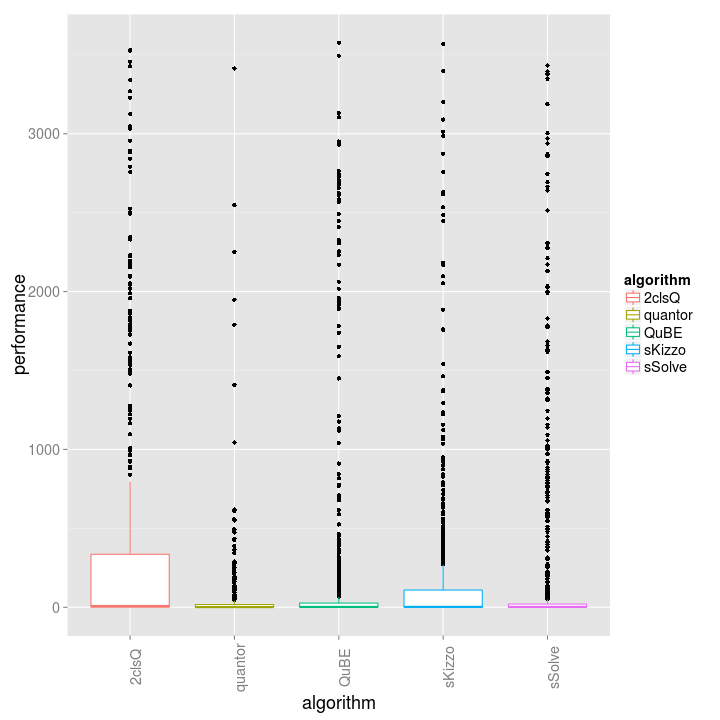 performance
3000
2000
1000
0
2clsQ
quantor
QuBE
sKizzo
sSolve
algorithm
algorithm
2clsQ
quantor
QuBE
sKizzo
sSolve